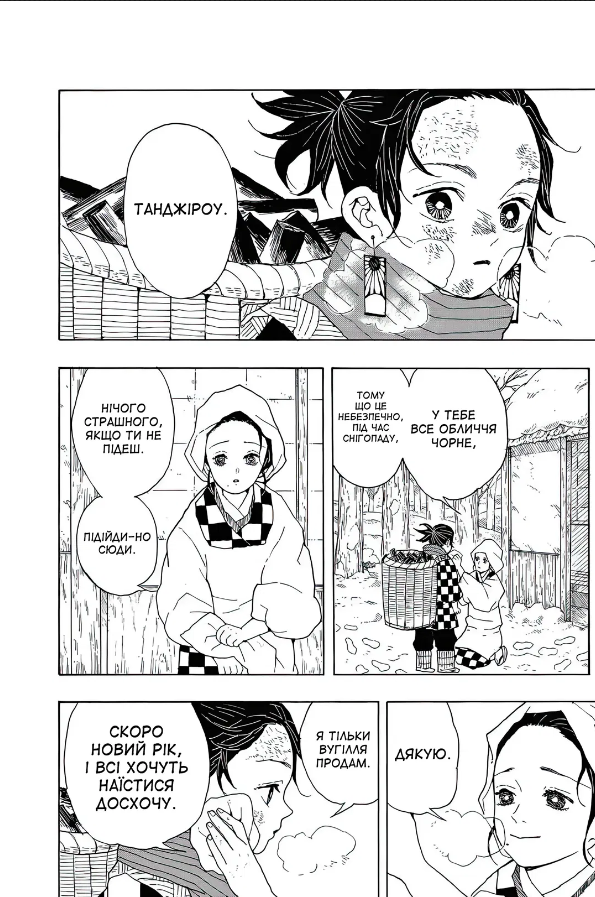 ТАНДЖІРОУ.
У ТЕБЕ
ВСЕ ОБЛИЧЧЯ
ЧОРНЕ,
ТОМУ
ЩО ЦЕ
НЕБЕЗПЕЧНО,
ПІД ЧАС
СНІГОПАДУ,
НІЧОГО
СТРАШНОГО,
ЯКЩО ТИ НЕ
ПІДЕШ.
ПІДІЙДИ-НО
СЮДИ.
ДЯКУЮ.
Я ТІЛЬКИ
ВУГІЛЛЯ
ПРОДАМ.
СКОРО
НОВИЙ РІК,
І ВСІ ХОЧУТЬ
НАЇСТИСЯ
ДОСХОЧУ.